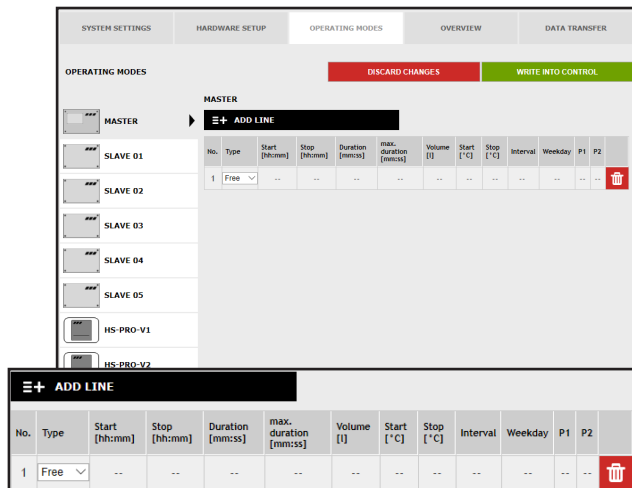 SYSTEM SETTINGS HARDWARE SETUP OPERATING MODES OVERVIEW DATA TRANSFER
OPERATING MODES DISCARD CHANGES WRITE INTO CONTROL
MASTER
MASTER
ADD LINE
No. Type Start [hh:mm] Stop [hh:mm] Duration [mm:ss] max. duration [mm:ss] Volume [l] Start [°C] Stop [°C] Interval Weekday P1 P2
1 Free -- -- -- -- -- -- -- -- -- -- --
SLAVE 01
SLAVE 02
SLAVE 03
SLAVE 04
SLAVE 05
HS-PRO-V1
HS-PRO-V2
ADD LINE
No. Type Start [hh:mm] Stop [hh:mm] Duration [mm:ss] max. duration [mm:ss] Volume [l] Start [°C] Stop [°C] Interval Weekday P1 P2
1 Free -- -- -- -- -- -- -- -- -- -- --